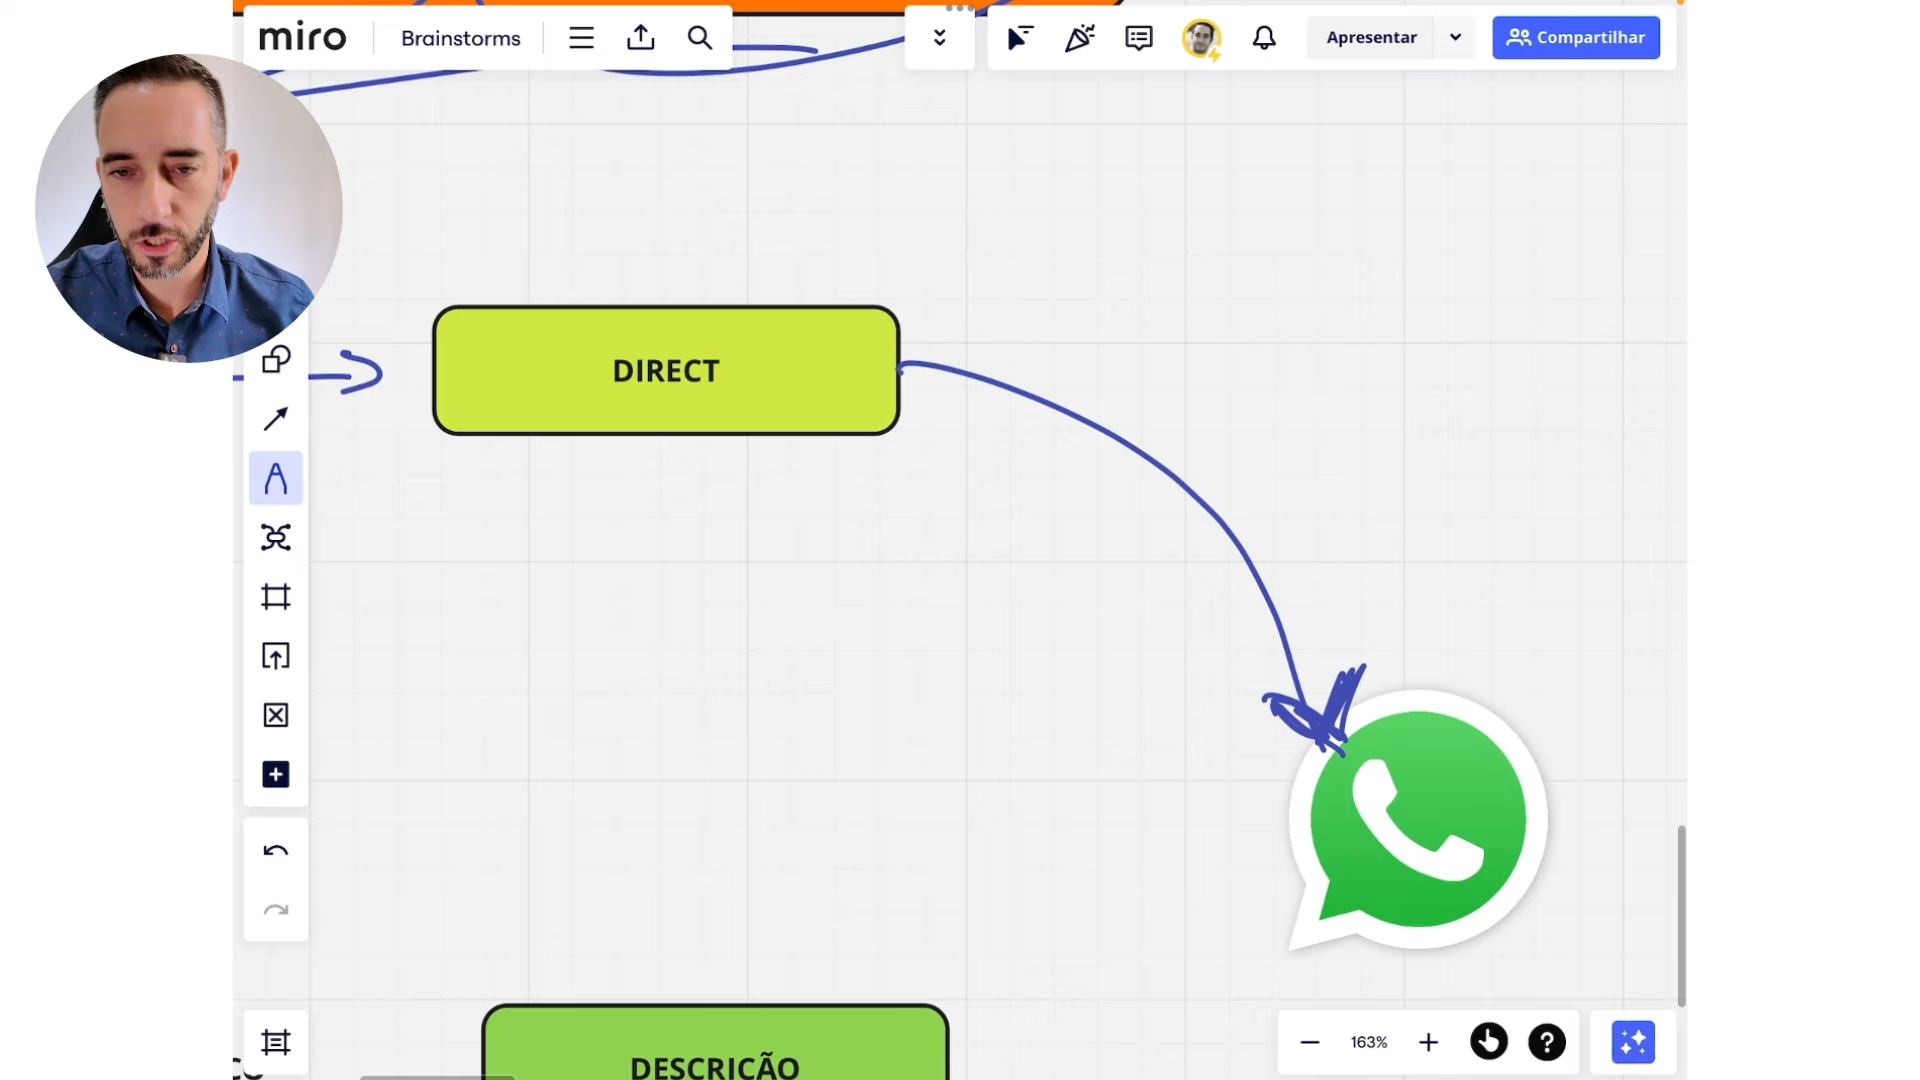 miro
Brainstorms
Apresentar
Compartilhar
DIRECT
DESCRIÇÃO
163%